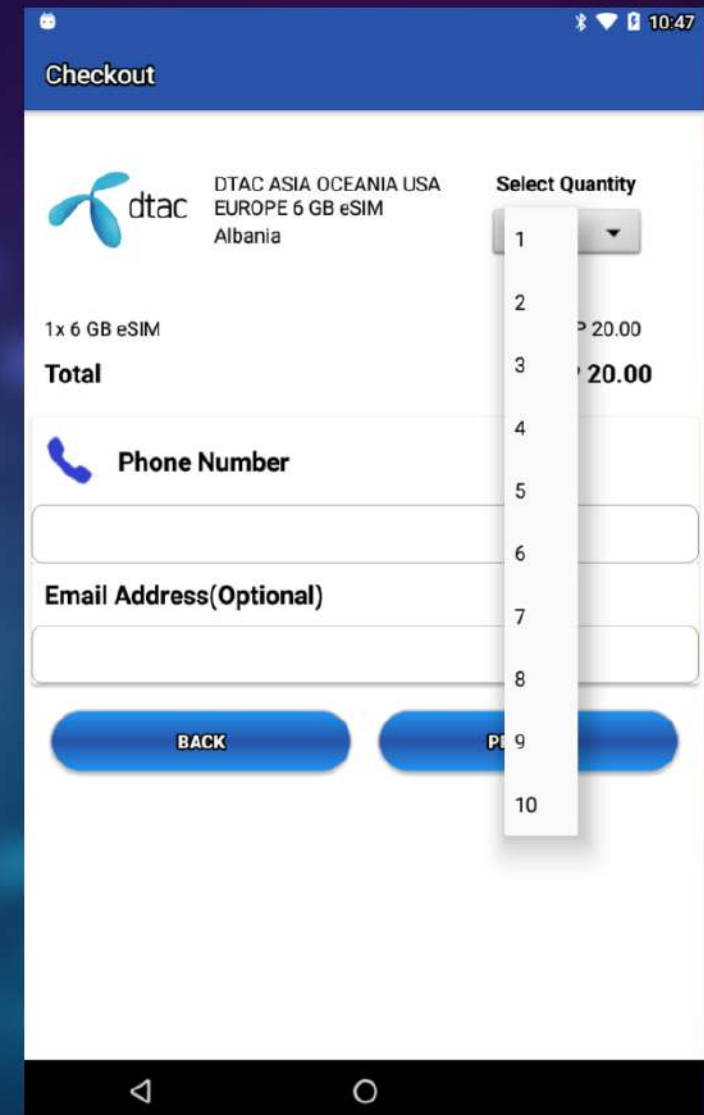 10:47
Checkout
dtac
DTAC ASIA OCEANIA USA
EUROPE 6 GB eSIM
Albania
Select Quantity
1
2
3
4
5
6
7
8
9
10
1x 6 GB eSIM
20.00
Total
20.00
Phone Number
Email Address(Optional)
BACK